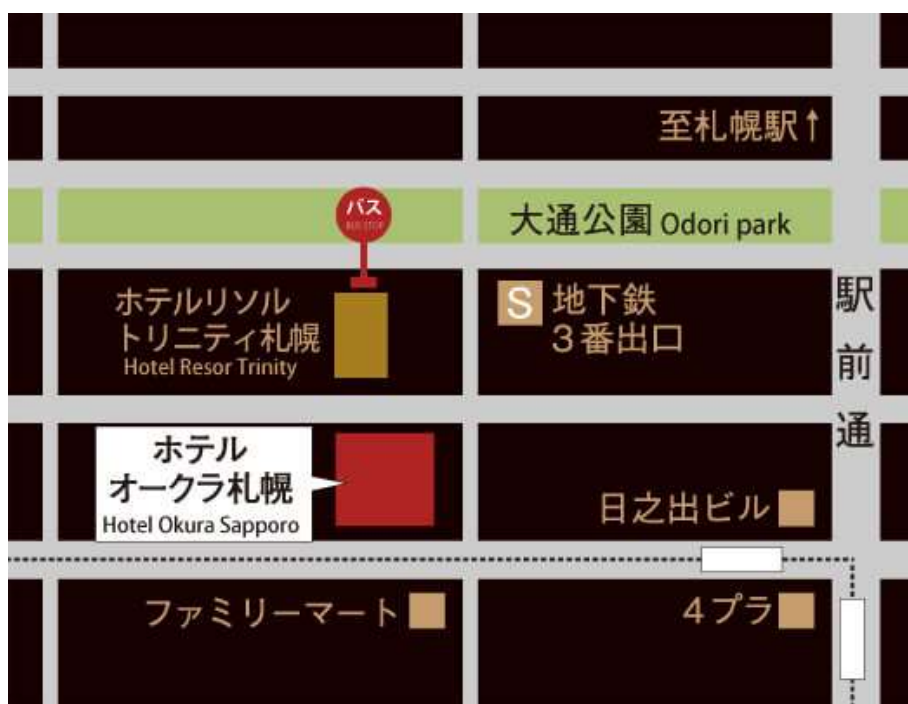 至札幌駅↑
バス
BUS STOP
大通公園 Odori park
ホテルリソル
トリニティ札幌
Hotel Resor Trinity
S 地下鉄
３番出口
駅前通
ホテル
オークラ札幌
Hotel Okura Sapporo
日之出ビル
ファミリーマート
４プラ